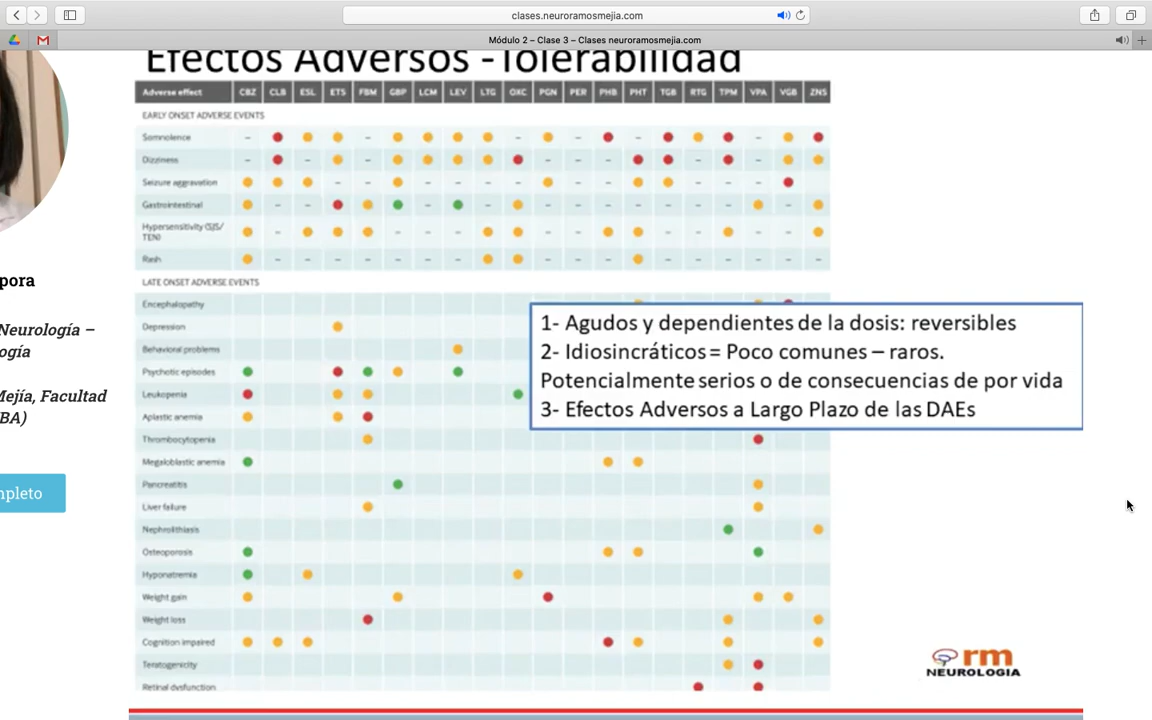 clases.neuroramosmejia.com
Módulo 2 – Clase 3 – Clases neuroramosmejia.com
Efectos Adversos -Tolerabilidad
Adverse effect CBZ CLB ESL ETS FBM GBP LCM LEV LTG OXC PGN PER PHB PHT TGB RTG TPM VPA VGB ZNS
EARLY ONSET ADVERSE EVENTS
Somnolence
Dizziness
Seizure aggravation
Gastrointestinal
Hypersensitivity (SJS/
TEN)
Rash
LATE ONSET ADVERSE EVENTS
Encephalopathy
Depression
Behavioral problems
Psychotic episodes
Leukopenia
Aplastic anemia
Thrombocytopenia
Megaloblastic anemia
Pancreatitis
Liver failure
Nephrolithiasis
Osteoporosis
Hyponatremia
Weight gain
Weight loss
Cognition impaired
Teratogenicity
Retinal dysfunction
1- Agudos y dependientes de la dosis: reversibles
2- Idiosincráticos = Poco comunes – raros.
Potencialmente serios o de consecuencias de por vida
3- Efectos Adversos a Largo Plazo de las DAEs
pora
Neurología –
ogía
Mejía, Facultad
BA)
mpleto
rm
NEUROLOGIA